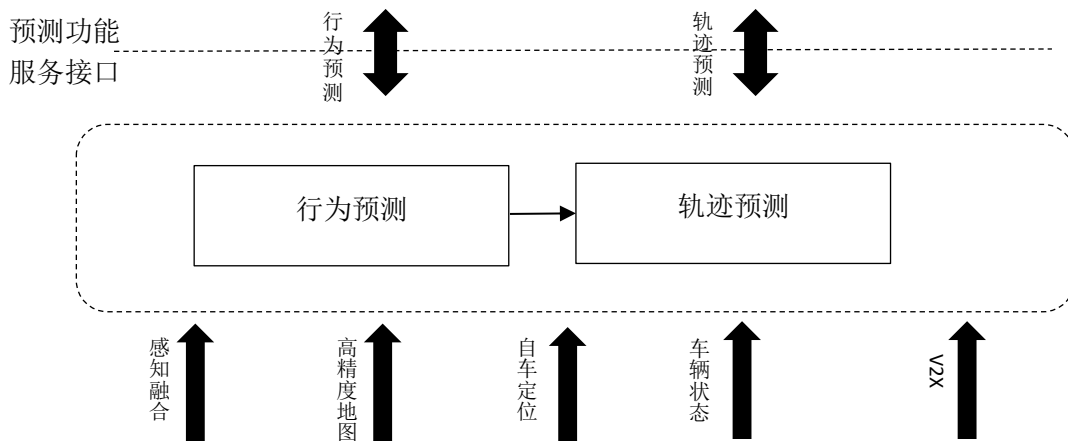 预测功能
服务接口
行为预测
轨迹预测
行为预测
轨迹预测
感知融合
高精度地图
自车定位
车辆状态
V2X